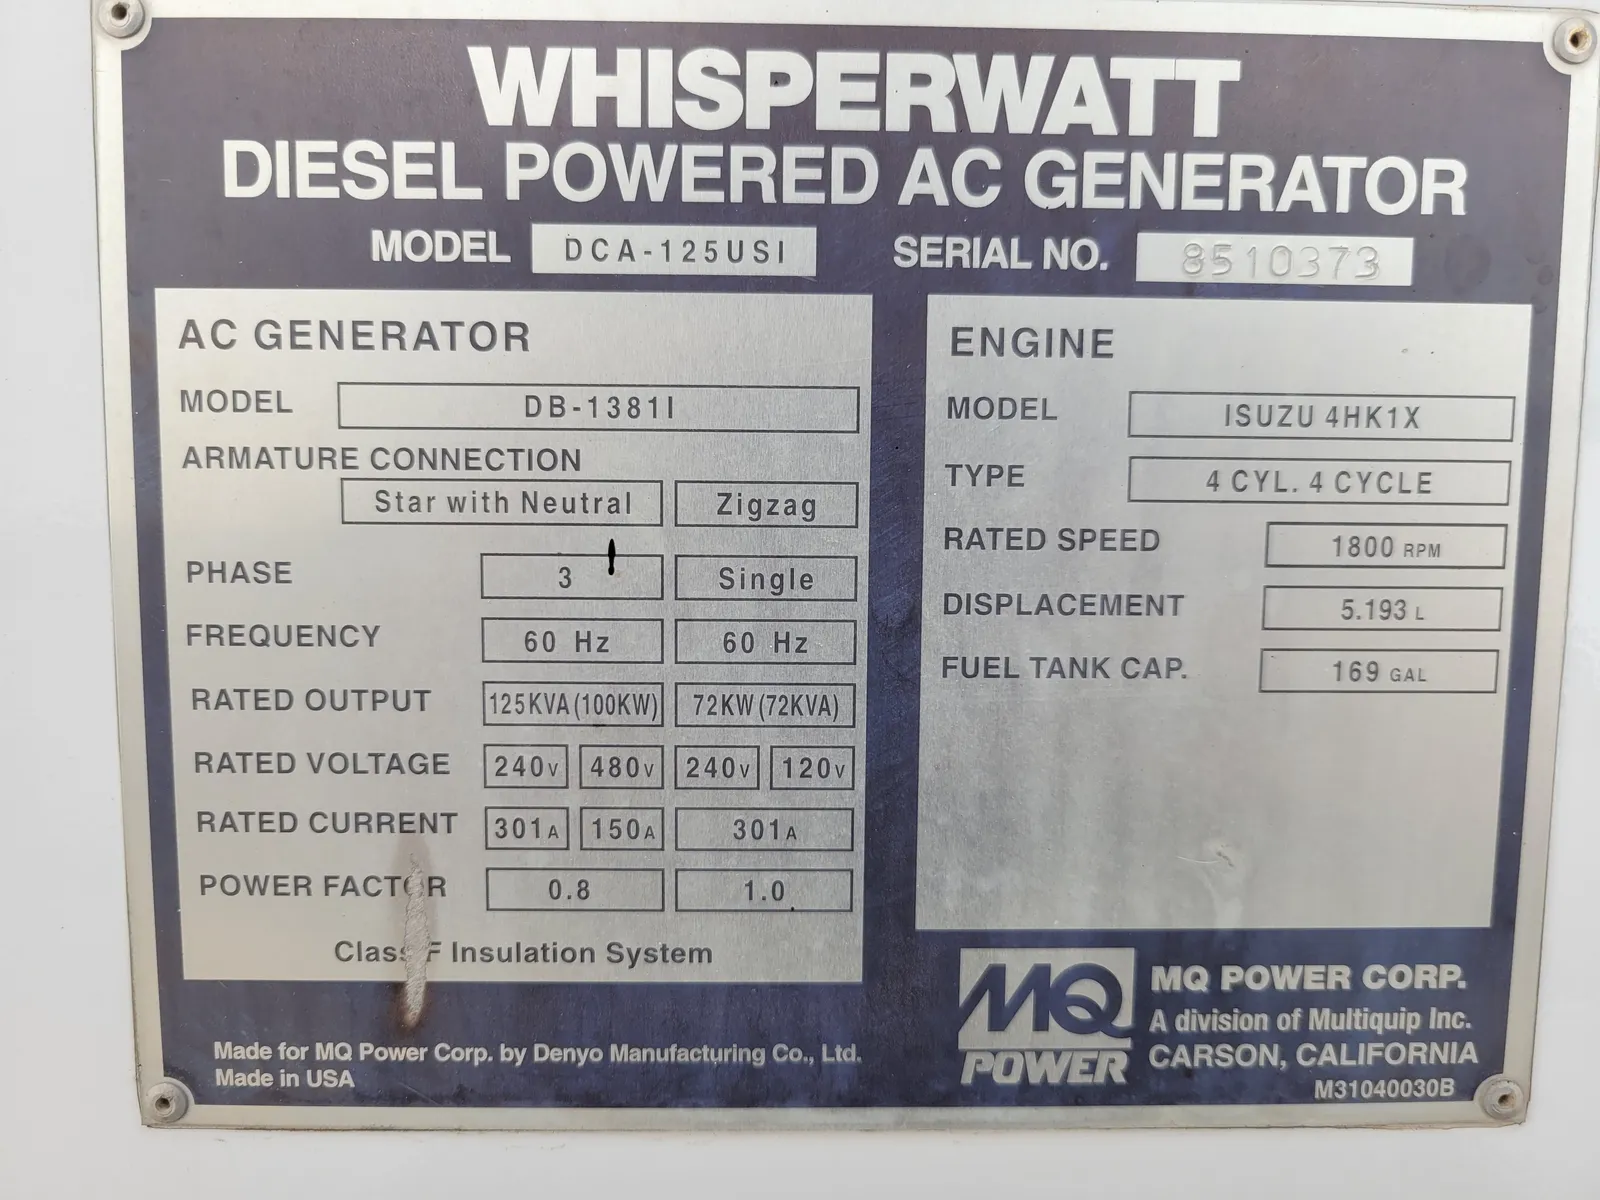 WHISPERWATT
DIESEL POWERED AC GENERATOR
MODEL DCA-125USI SERIAL NO. 8510373
AC GENERATOR
MODEL DB-1381I
ARMATURE CONNECTION
Star with Neutral Zigzag
PHASE 3 Single
FREQUENCY 60 Hz 60 Hz
RATED OUTPUT 125KVA (100KW) 72KW (72KVA)
RATED VOLTAGE 240V 480V 240V 120V
RATED CURRENT 301A 150A 301A
POWER FACTOR 0.8 1.0
Class F Insulation System
ENGINE
MODEL ISUZU 4HK1X
TYPE 4 CYL. 4 CYCLE
RATED SPEED 1800 RPM
DISPLACEMENT 5.193 L
FUEL TANK CAP. 169 GAL
Made for MQ Power Corp. by Denyo Manufacturing Co., Ltd.
Made in USA
MQ
POWER
MQ POWER CORP.
A division of Multiquip Inc.
CARSON, CALIFORNIA
M31040030B